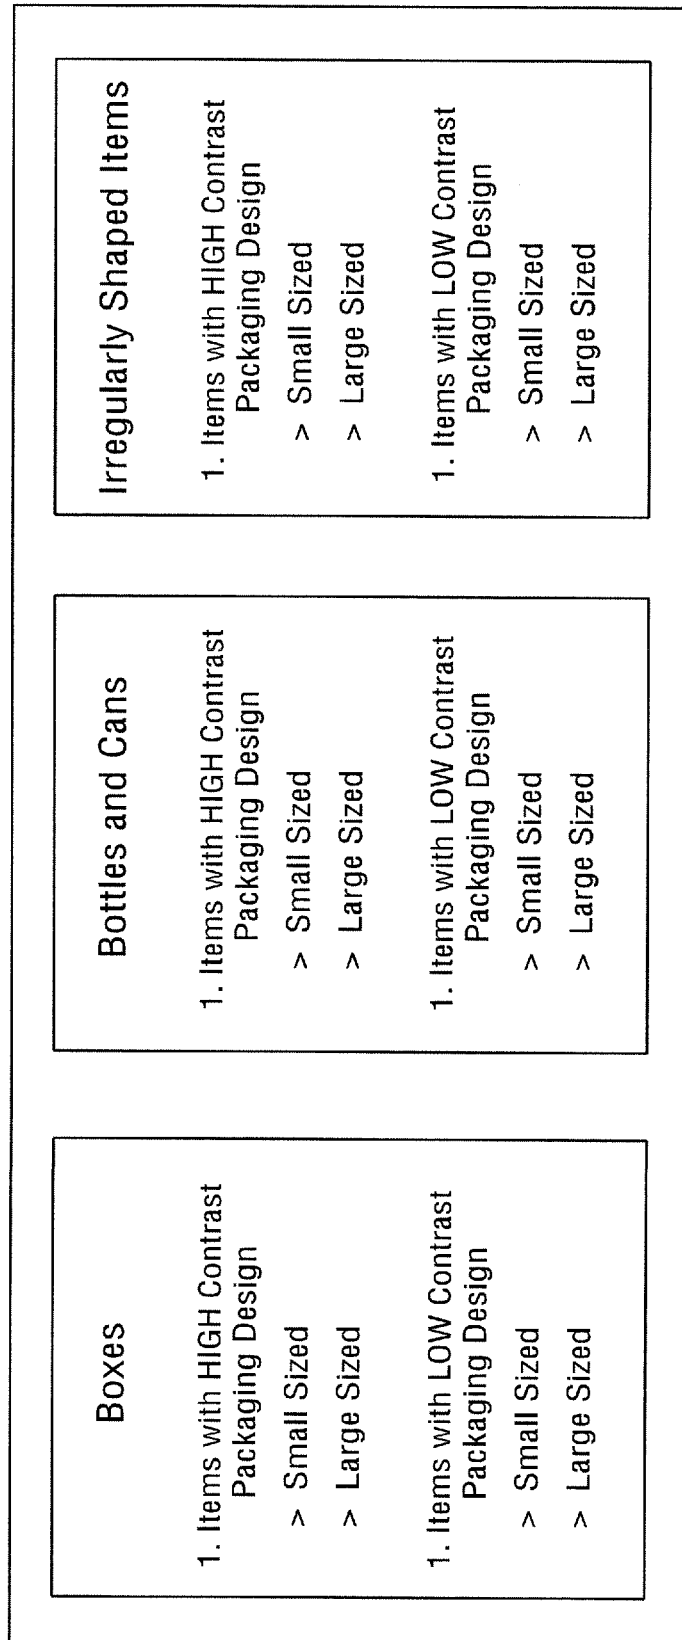 Boxes
1. Items with HIGH Contrast
Packaging Design
> Small Sized
> Large Sized
1. Items with LOW Contrast
Packaging Design
> Small Sized
> Large Sized
Bottles and Cans
1. Items with HIGH Contrast
Packaging Design
> Small Sized
> Large Sized
1. Items with LOW Contrast
Packaging Design
> Small Sized
> Large Sized
Irregularly Shaped Items
1. Items with HIGH Contrast
Packaging Design
> Small Sized
> Large Sized
1. Items with LOW Contrast
Packaging Design
> Small Sized
> Large Sized